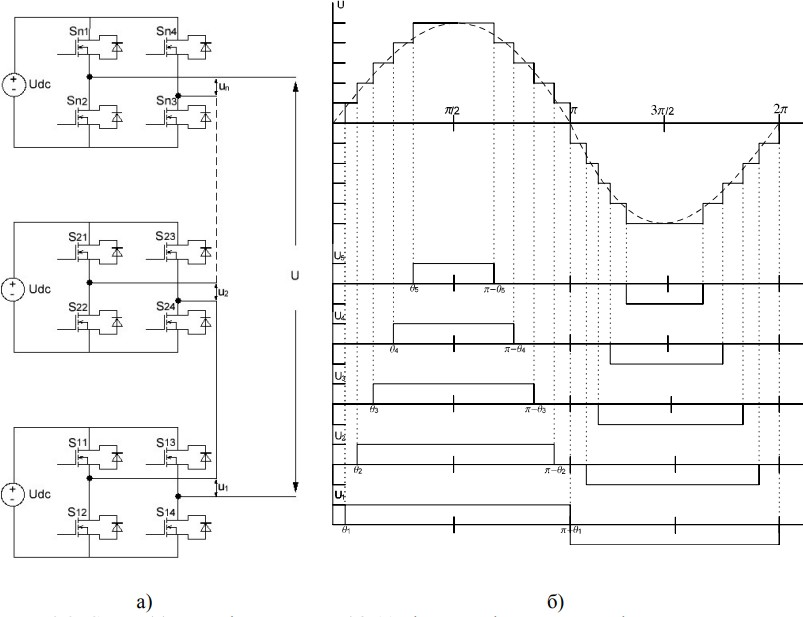 U
Sn1 Sn4
Udc
un
Sn2 Sn3
S21 S23
Udc
u2
S22 S24
U
S11 S13
Udc
u1
S12 S14
π/2 π 3π/2 2π
U5
θ5 π−θ5
U4
θ4 π−θ4
U3
θ3 π−θ3
U2
θ2 π−θ2
U1
θ1 π+θ1
а) б)